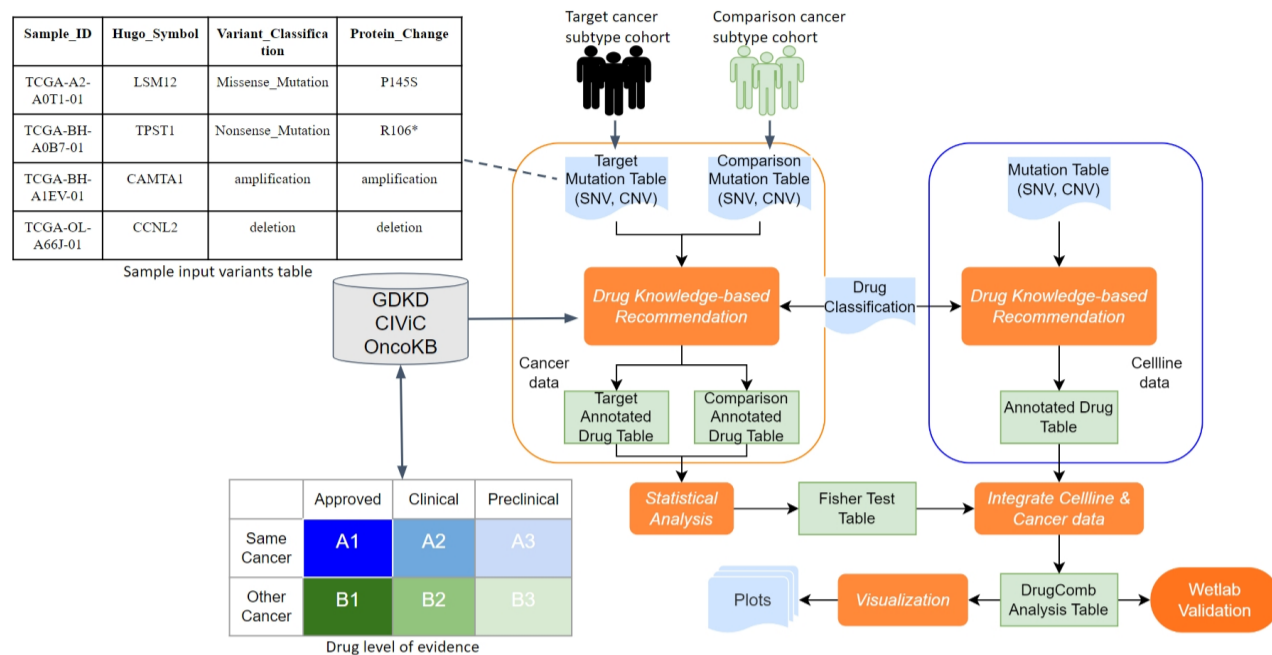 Sample_ID
Hugo_Symbol
Variant_Classifica
tion
Protein_Change
TCGA-A2-
A0T1-01
LSM12
Missense_Mutation
P145S
TCGA-BH-
A0B7-01
TPST1
Nonsense_Mutation
R106*
TCGA-BH-
A1EV-01
CAMTA1
amplification
amplification
TCGA-OL-
A66J-01
CCNL2
deletion
deletion
Sample input variants table
Target cancer
subtype cohort
Comparison cancer
subtype cohort
Target
Mutation Table
(SNV, CNV)
Comparison
Mutation Table
(SNV, CNV)
Mutation Table
(SNV, CNV)
GDKD
CIViC
OncoKB
Drug Knowledge-based
Recommendation
Drug
Classification
Drug Knowledge-based
Recommendation
Cancer
data
Cellline
data
Target
Annotated
Drug Table
Comparison
Annotated
Drug Table
Annotated Drug
Table
Statistical
Analysis
Fisher Test
Table
Integrate Cellline &
Cancer data
Approved
Clinical
Preclinical
Same
Cancer
A1
A2
A3
Other
Cancer
B1
B2
B3
Drug level of evidence
Plots
Visualization
DrugComb
Analysis Table
Wetlab
Validation